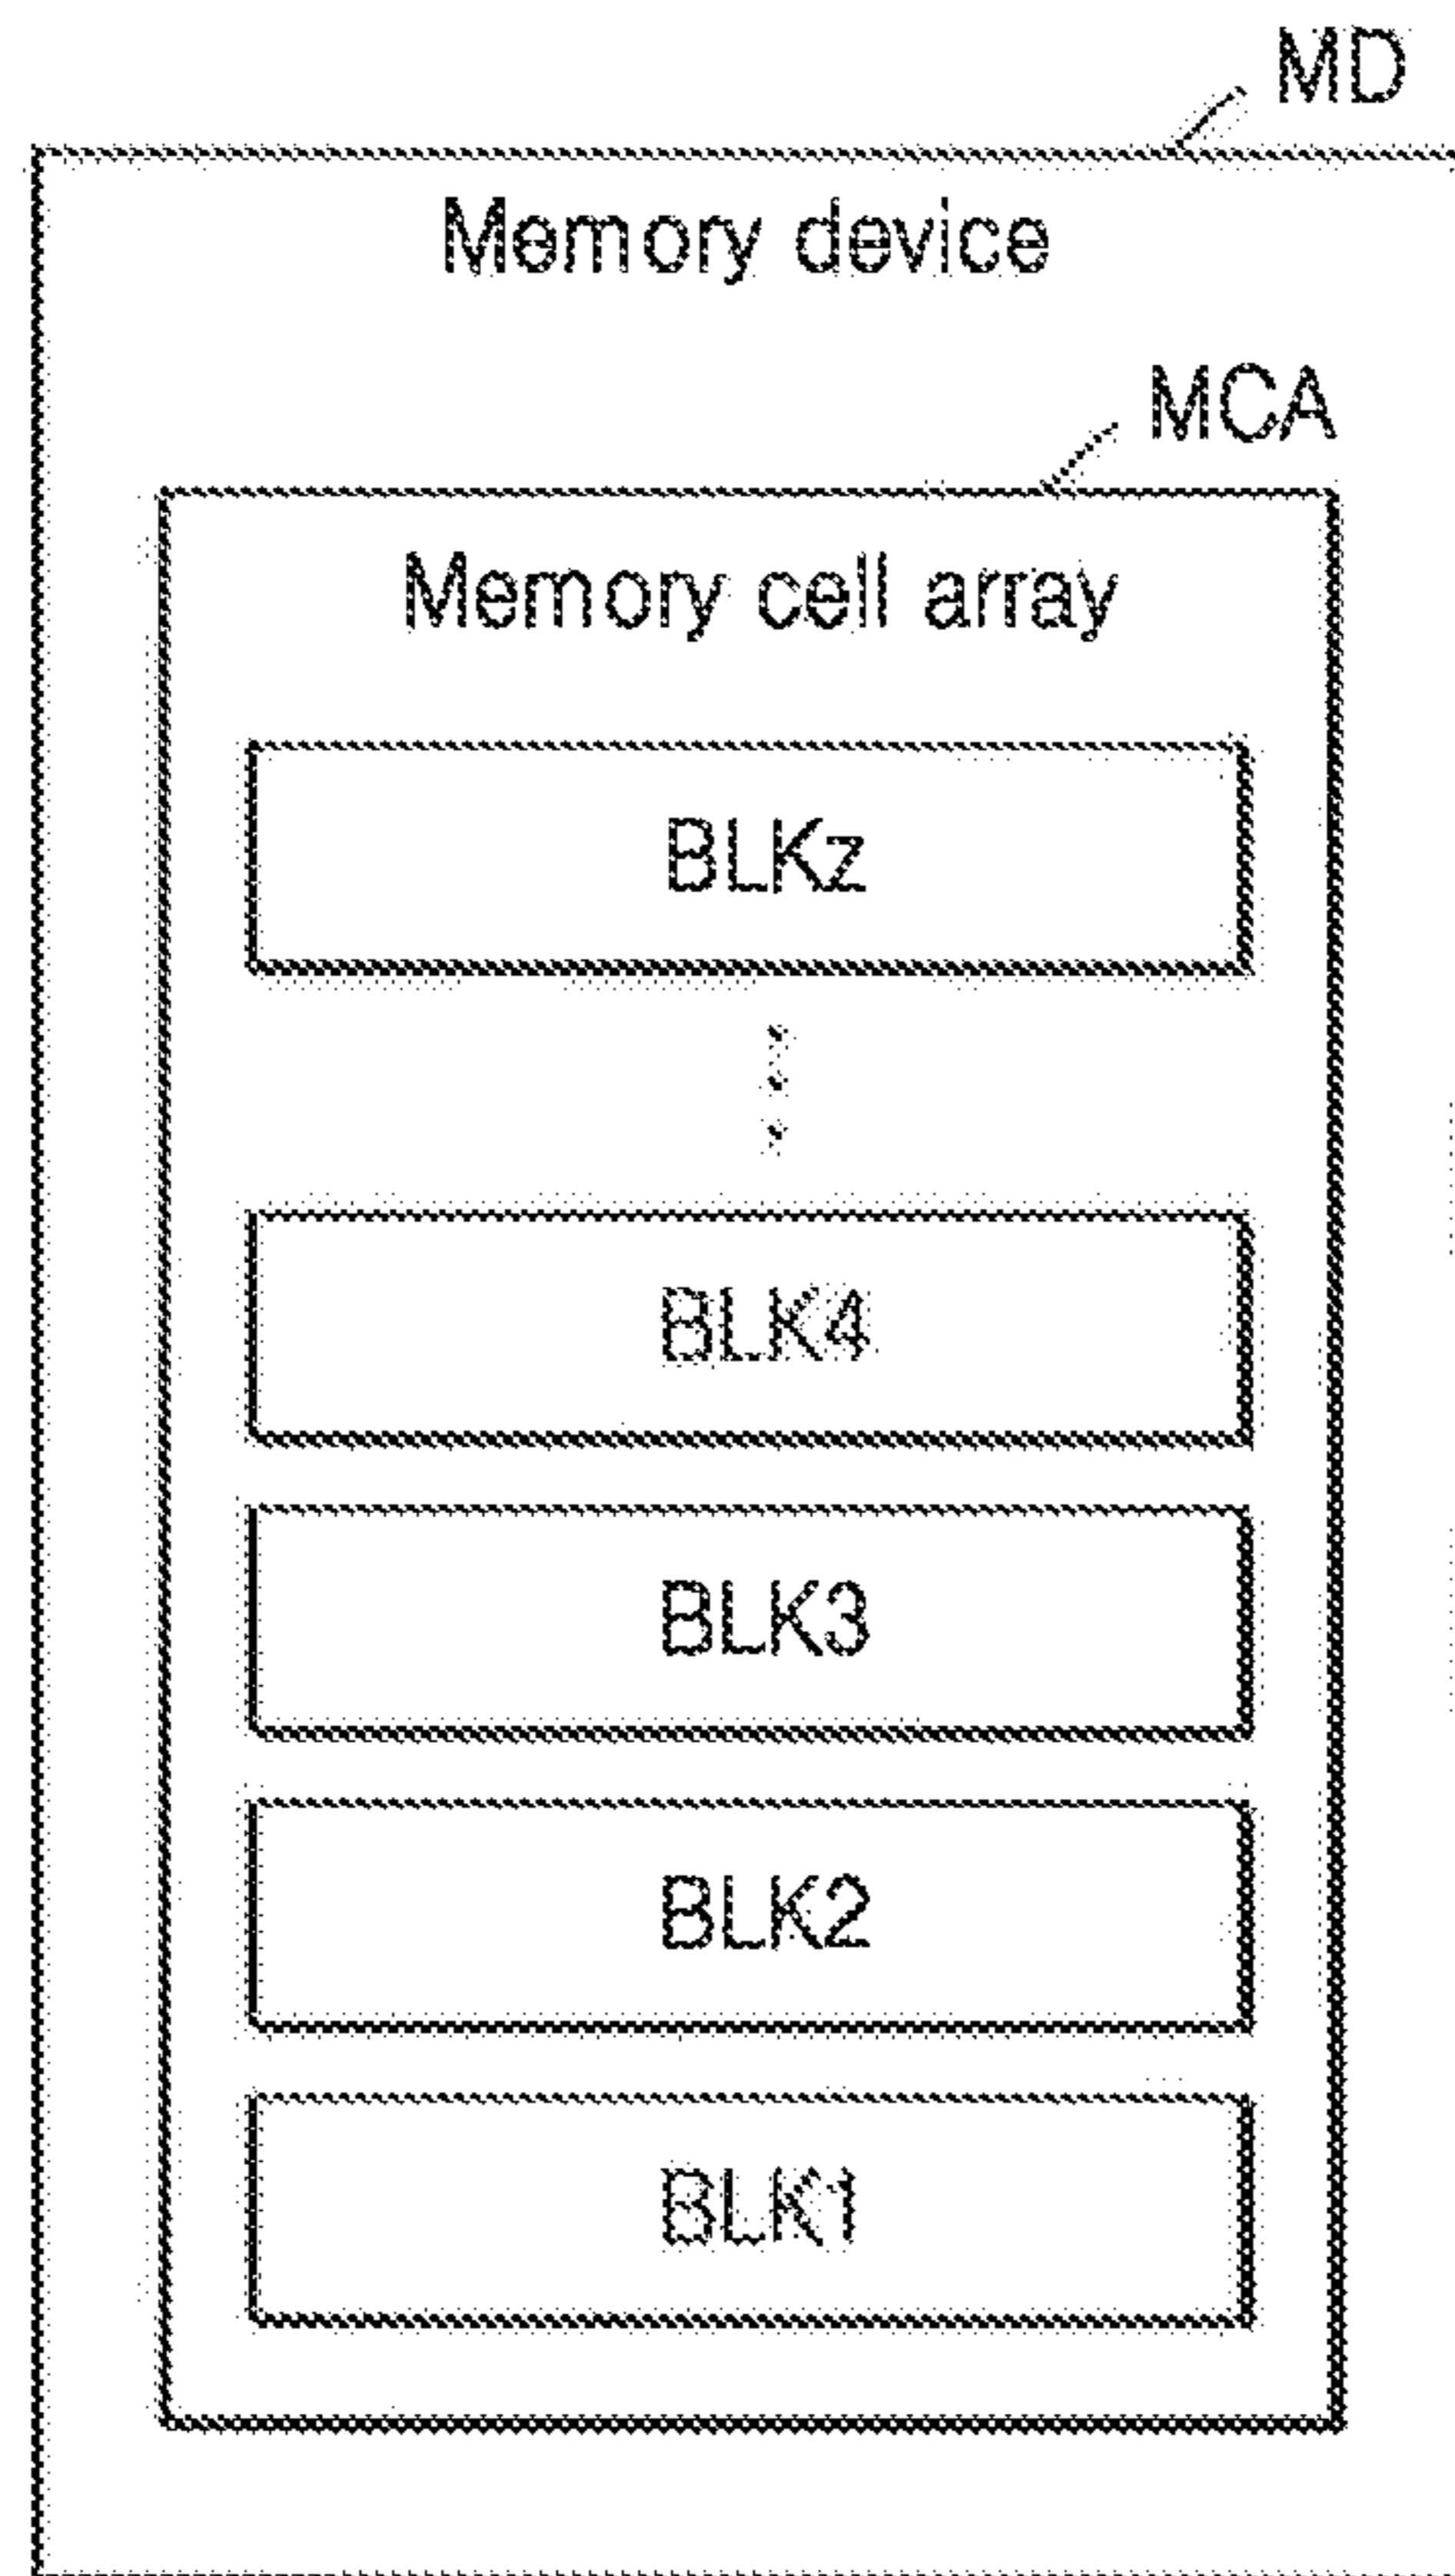 MD
Memory device
MCA
Memory cell array
BLKz
BLK4
BLK3
BLK2
BLK1